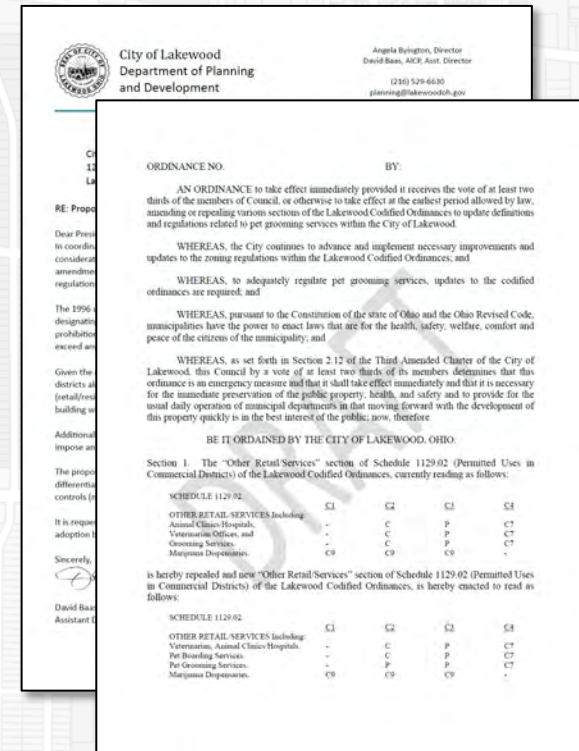 City of Lakewood
Department of Planning
and Development
Angela Byington, Director
David Baas, AICP, Asst. Director
(216) 529-6630
planning@lakewoodoh.gov
RE: Propo
Dear Presi
In coordin
considerat
amendme
regulation
The 1996
designatin
prohibition
exceed an
Given the
districts al
(retail/resi
building w
Additional
impose an
The propo
differentia
controls (
It is reque
adoption b
Sincerely,
David Baas
Assistant D
ORDINANCE NO. BY:
AN ORDINANCE to take effect immediately provided it receives the vote of at least two
thirds of the members of Council, or otherwise to take effect at the earliest period allowed by law,
amending or repealing various sections of the Lakewood Codified Ordinances to update definitions
and regulations related to pet grooming services within the City of Lakewood.
WHEREAS, the City continues to advance and implement necessary improvements and
updates to the zoning regulations within the Lakewood Codified Ordinances; and
WHEREAS, to adequately regulate pet grooming services, updates to the codified
ordinances are required; and
WHEREAS, pursuant to the Constitution of the state of Ohio and the Ohio Revised Code,
municipalities have the power to enact laws that are for the health, safety, welfare, comfort and
peace of the citizens of the municipality; and
WHEREAS, as set forth in Section 2.12 of the Third Amended Charter of the City of
Lakewood, this Council by a vote of at least two thirds of its members determines that this
ordinance is an emergency measure and that it shall take effect immediately and that it is necessary
for the immediate preservation of the public property, health, and safety and to provide for the
usual daily operation of municipal departments in that moving forward with the development of
this property quickly is in the best interest of the public; now, therefore
BE IT ORDAINED BY THE CITY OF LAKEWOOD, OHIO:
Section 1. The "Other Retail/Services" section of Schedule 1129.02 (Permitted Uses in
Commercial Districts) of the Lakewood Codified Ordinances, currently reading as follows:
SCHEDULE 1129.02
C1 C2 C3 C4
OTHER RETAIL/SERVICES Including:
Animal Clinics/Hospitals, - C P C7
Veterinarian Offices, and - C P C7
Grooming Services. - C P C7
Marijuana Dispensaries. C9 C9 C9 -
is hereby repealed and new "Other Retail/Services" section of Schedule 1129.02 (Permitted Uses
in Commercial Districts) of the Lakewood Codified Ordinances, is hereby enacted to read as
follows:
SCHEDULE 1129.02
C1 C2 C3 C4
OTHER RETAIL/SERVICES Including:
Veterinarian, Animal Clinics/Hospitals. - C P C7
Pet Boarding Services. - C P C7
Pet Grooming Services. - P P C7
Marijuana Dispensaries. C9 C9 C9 -
DRAFT